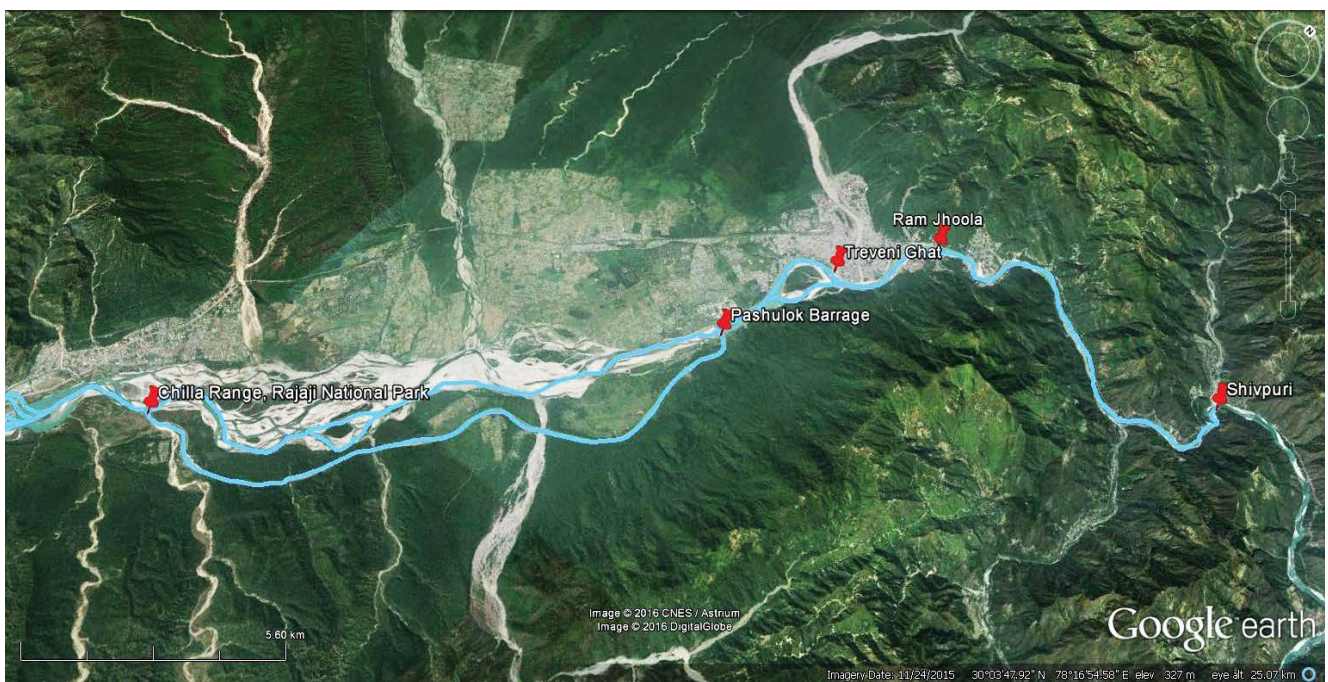 N
Ram Jhoola
Treveni Ghat
Pashulok Barrage
Chilla Range, Rajaji National Park
Shivpuri
Image © 2016 CNES / Astrium
Image © 2016 DigitalGlobe
5.60 km
Google earth
Imagery Date: 11/24/2015 30°03'47.92" N 78°16'54.58" E elev 327 m eye alt 25.07 km